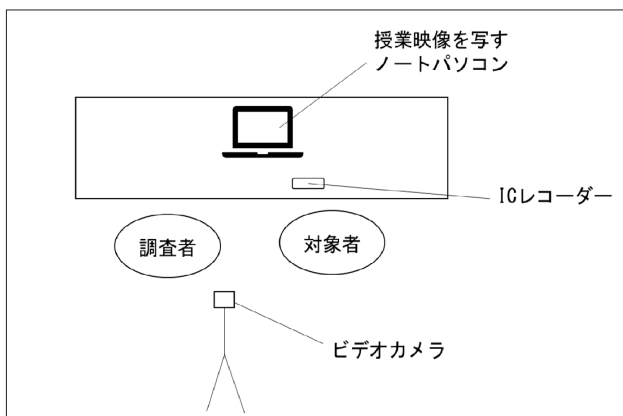 授業映像を写す
ノートパソコン
ICレコーダー
調査者
対象者
ビデオカメラ